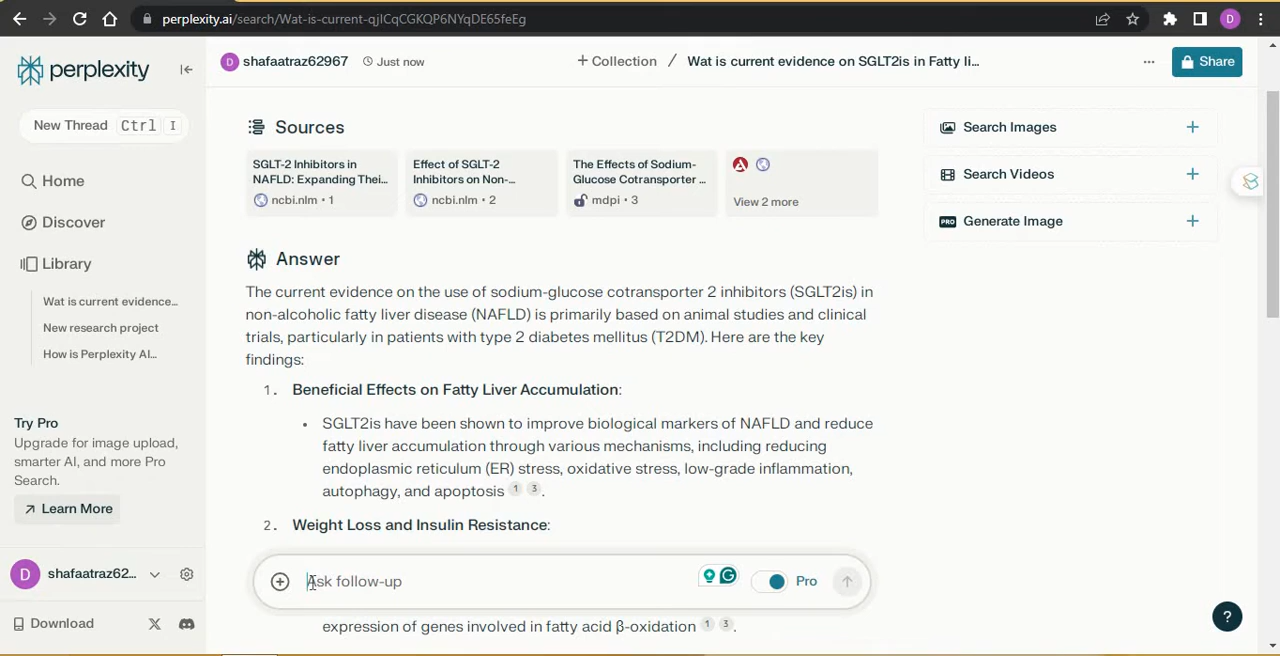 perplexity.ai/search/Wat-is-current-qjICqCGKQP6NYqDE65feEg
D
perplexity
New Thread Ctrl I
Home
Discover
Library
Wat is current evidence...
New research project
How is Perplexity AI...
Try Pro
Upgrade for image upload,
smarter AI, and more Pro
Search.
Learn More
D shafaatraz62...
Download
D shafaatraz62967 Just now
+ Collection / Wat is current evidence on SGLT2is in Fatty li...
... Share
Sources
SGLT-2 Inhibitors in
NAFLD: Expanding Thei...
ncbi.nlm • 1
Effect of SGLT-2
Inhibitors on Non-...
ncbi.nlm • 2
The Effects of Sodium-
Glucose Cotransporter ...
mdpi • 3
View 2 more
Answer
The current evidence on the use of sodium-glucose cotransporter 2 inhibitors (SGLT2is) in
non-alcoholic fatty liver disease (NAFLD) is primarily based on animal studies and clinical
trials, particularly in patients with type 2 diabetes mellitus (T2DM). Here are the key
findings:
1. Beneficial Effects on Fatty Liver Accumulation:
• SGLT2is have been shown to improve biological markers of NAFLD and reduce
fatty liver accumulation through various mechanisms, including reducing
endoplasmic reticulum (ER) stress, oxidative stress, low-grade inflammation,
autophagy, and apoptosis 1 3 .
2. Weight Loss and Insulin Resistance:
Ask follow-up
Pro
expression of genes involved in fatty acid β-oxidation 1 3 .
Search Images +
Search Videos +
PRO Generate Image +
?